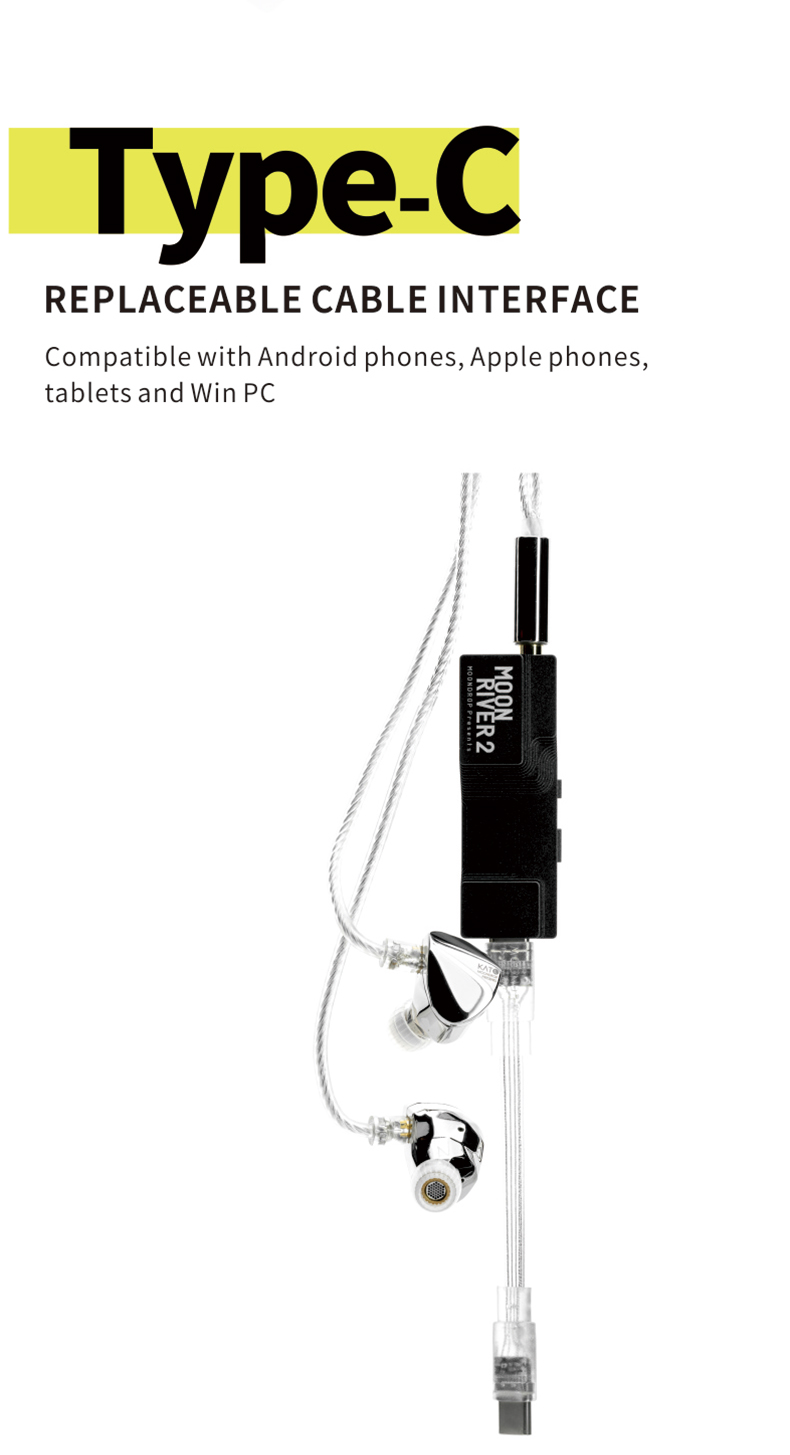 Type-C
REPLACEABLE CABLE INTERFACE
Compatible with Android phones, Apple phones,
tablets and Win PC
MOON
RIVER 2
MOONDROP Presents
KATO